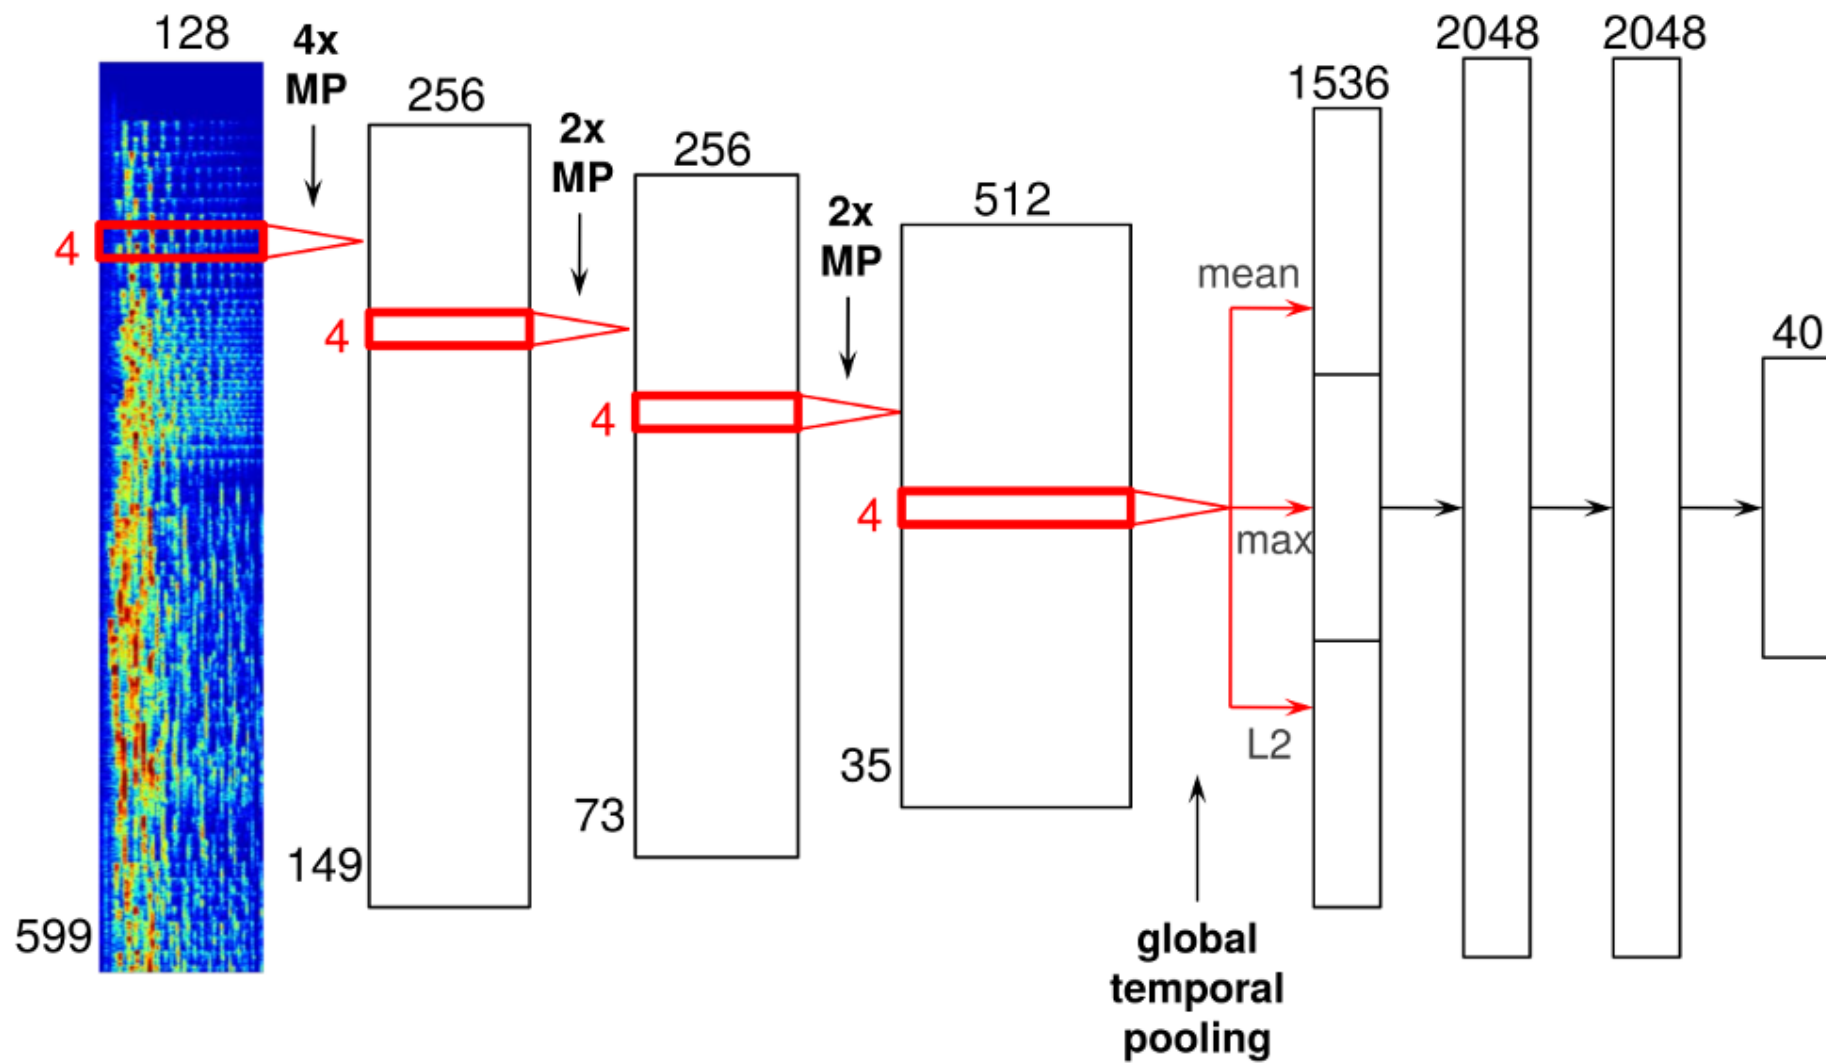 128
4x
MP
4
599
256
2x
MP
4
149
256
2x
MP
4
73
512
4
35
mean
max
L2
global
temporal
pooling
1536
2048
2048
40